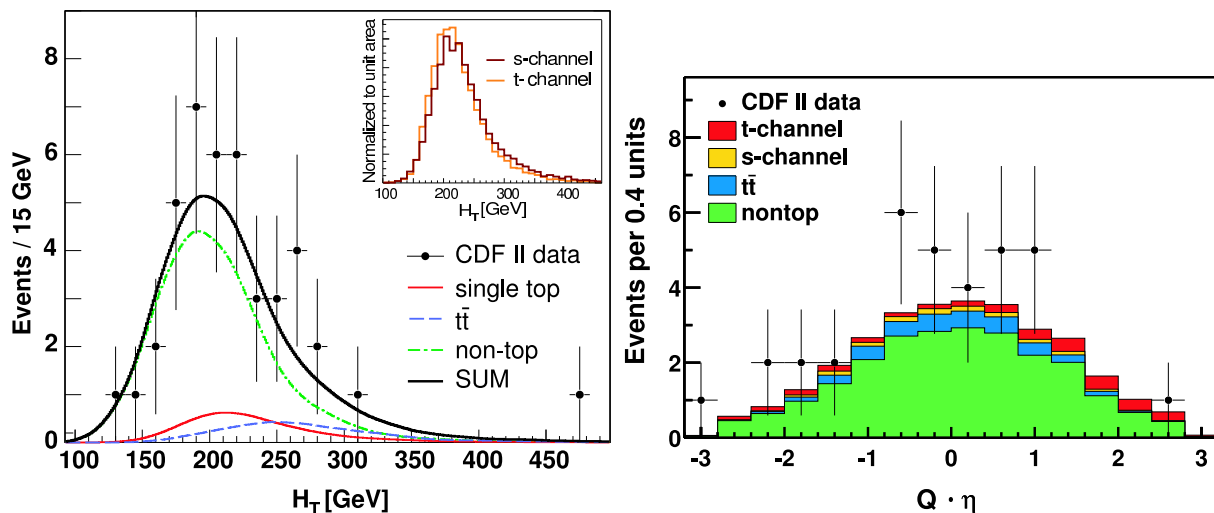 Events / 15 GeV
8
6
4
2
0
100 150 200 250 300 350 400 450
H_T [GeV]
CDF II data
single top
tt̄
non-top
SUM
Normalized to unit area
s-channel
t-channel
100 200 300 400
H_T [GeV]
Events per 0.4 units
8
6
4
2
0
-3 -2 -1 0 1 2 3
Q · η
CDF II data
t-channel
s-channel
tt̄
nontop